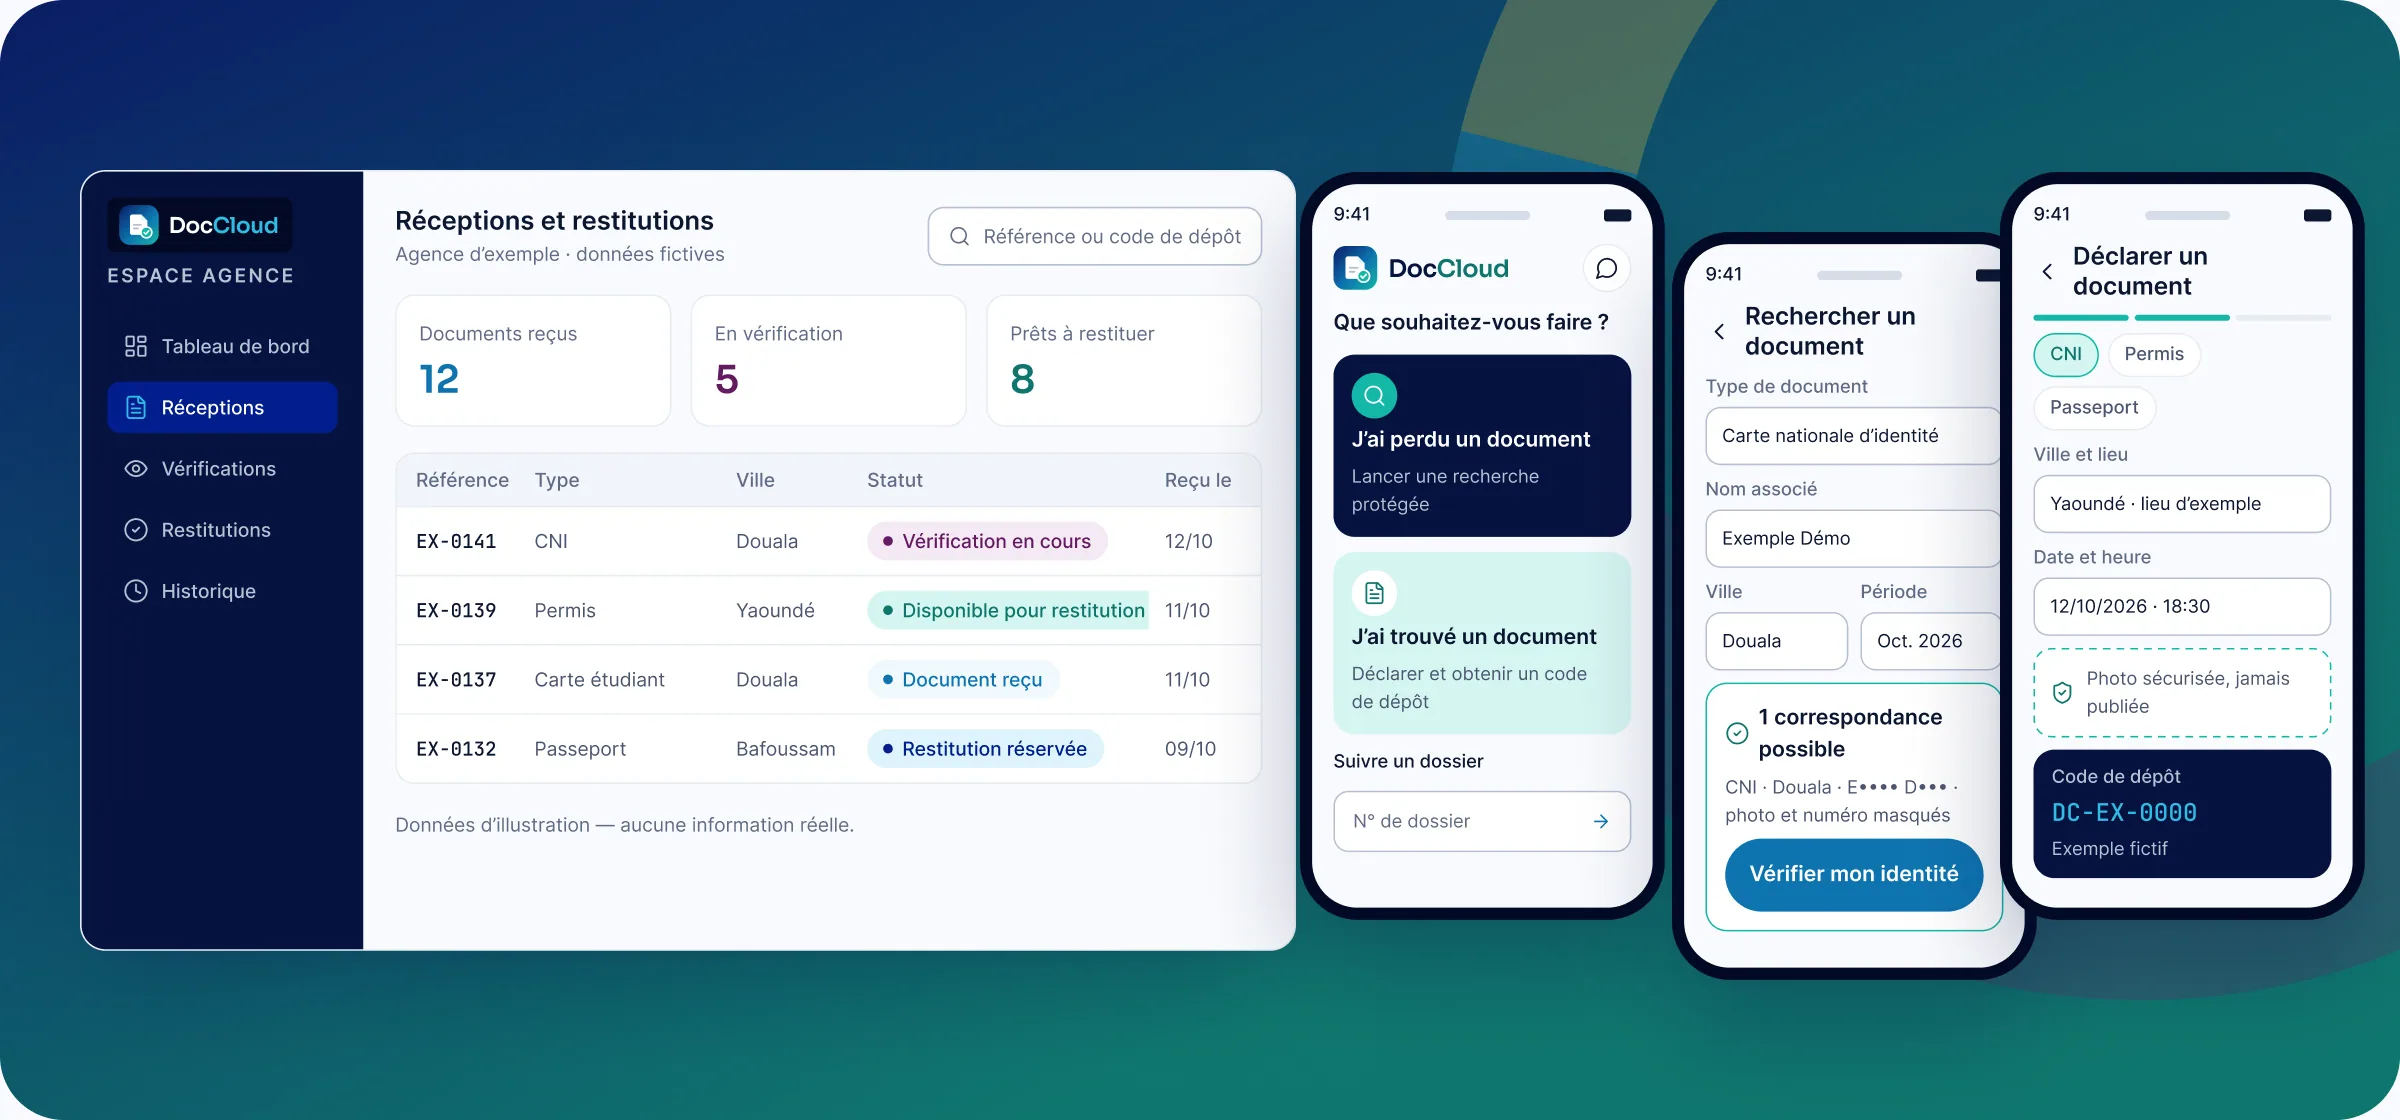 DocCloud
ESPACE AGENCE
Tableau de bord
Réceptions
Vérifications
Restitutions
Historique
Réceptions et restitutions
Agence d’exemple · données fictives
Référence ou code de dépôt
Documents reçus
12
En vérification
5
Prêts à restituer
8
Référence Type Ville Statut Reçu le
EX-0141 CNI Douala Vérification en cours 12/10
EX-0139 Permis Yaoundé Disponible pour restitution 11/10
EX-0137 Carte étudiant Douala Document reçu 11/10
EX-0132 Passeport Bafoussam Restitution réservée 09/10
Données d’illustration — aucune information réelle.
9:41
DocCloud
Que souhaitez-vous faire ?
J’ai perdu un document
Lancer une recherche
protégée
J’ai trouvé un document
Déclarer et obtenir un code
de dépôt
Suivre un dossier
N° de dossier
9:41
Rechercher un
document
Type de document
Carte nationale d’identité
Nom associé
Exemple Démo
Ville Période
Douala Oct. 2026
1 correspondance
possible
CNI · Douala · E•••• D••• ·
photo et numéro masqués
Vérifier mon identité
9:41
Déclarer un
document
CNI Permis
Passeport
Ville et lieu
Yaoundé · lieu d’exemple
Date et heure
12/10/2026 · 18:30
Photo sécurisée, jamais
publiée
Code de dépôt
DC-EX-0000
Exemple fictif